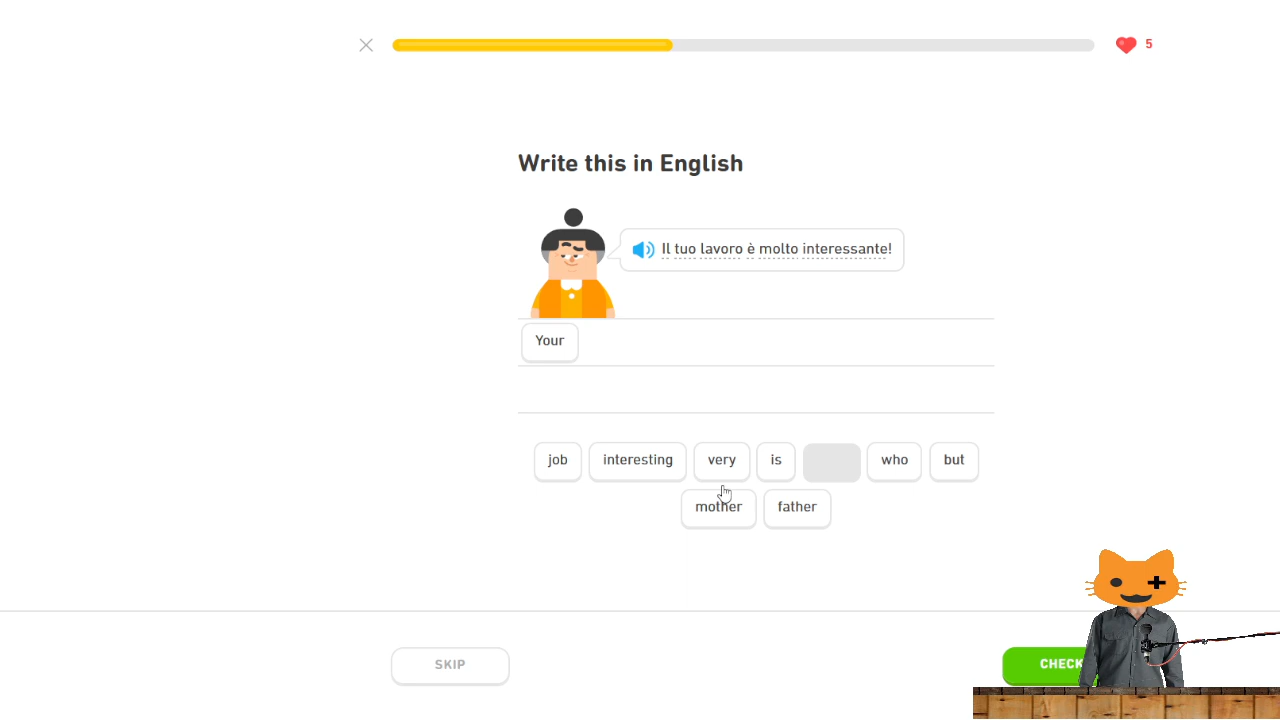 5
Write this in English
Il tuo lavoro è molto interessante!
Your
job interesting very is who but
mother father
SKIP CHECK